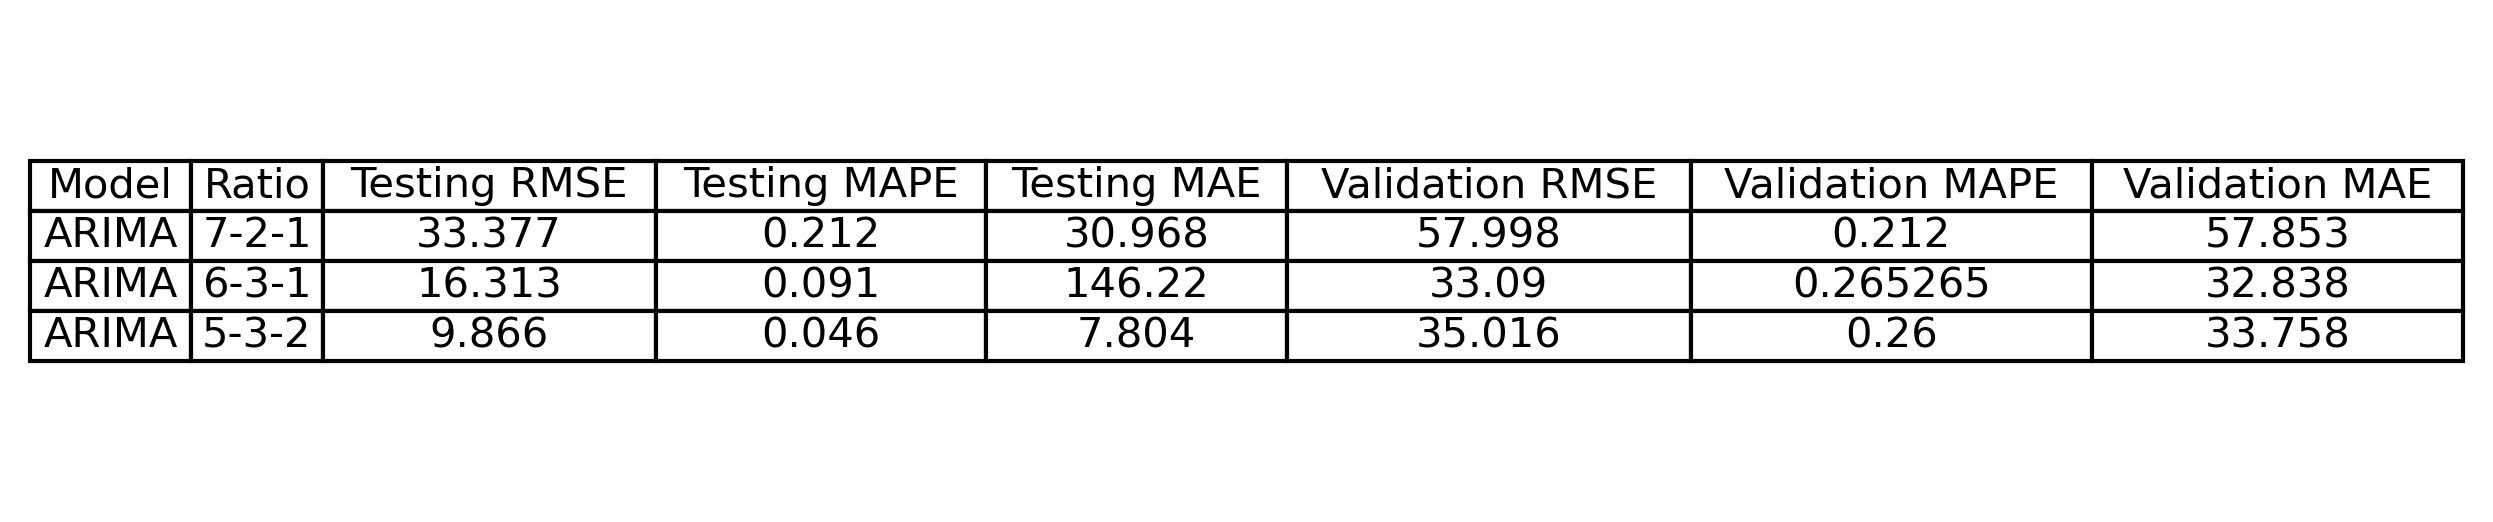 Model Ratio Testing RMSE Testing MAPE Testing MAE Validation RMSE Validation MAPE Validation MAE
ARIMA 7-2-1 33.377 0.212 30.968 57.998 0.212 57.853
ARIMA 6-3-1 16.313 0.091 146.22 33.09 0.265265 32.838
ARIMA 5-3-2 9.866 0.046 7.804 35.016 0.26 33.758